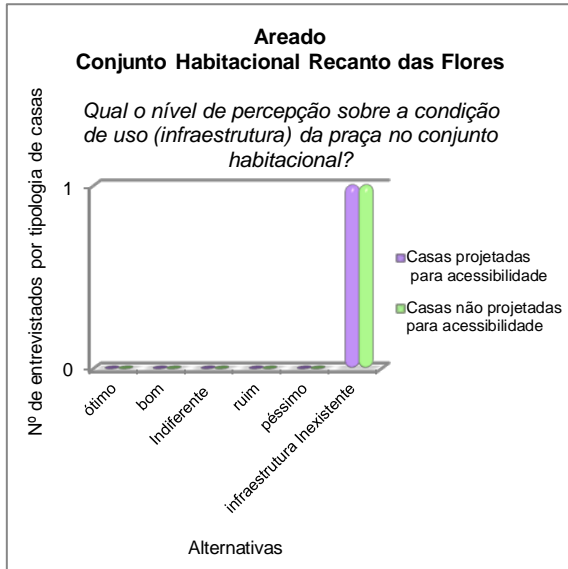 Areado
Conjunto Habitacional Recanto das Flores
Qual o nível de percepção sobre a condição
de uso (infraestrutura) da praça no conjunto
habitacional?
Nº de entrevistados por tipologia de casas
1
0
ótimo
bom
Indiferente
ruim
péssimo
infraestrutura Inexistente
Alternativas
Casas projetadas
para acessibilidade
Casas não projetadas
para acessibilidade